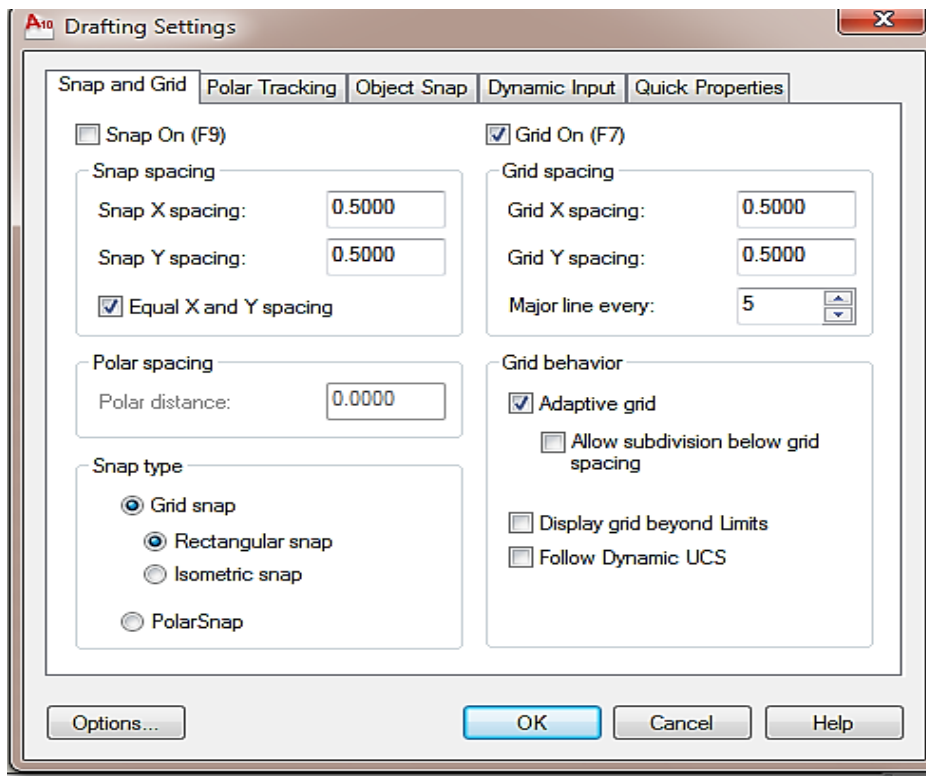 A10 Drafting Settings
Snap and Grid Polar Tracking Object Snap Dynamic Input Quick Properties
Snap On (F9)
Snap spacing
Snap X spacing: 0.5000
Snap Y spacing: 0.5000
Equal X and Y spacing
Polar spacing
Polar distance: 0.0000
Snap type
Grid snap
Rectangular snap
Isometric snap
PolarSnap
Grid On (F7)
Grid spacing
Grid X spacing: 0.5000
Grid Y spacing: 0.5000
Major line every: 5
Grid behavior
Adaptive grid
Allow subdivision below grid
spacing
Display grid beyond Limits
Follow Dynamic UCS
Options... OK Cancel Help